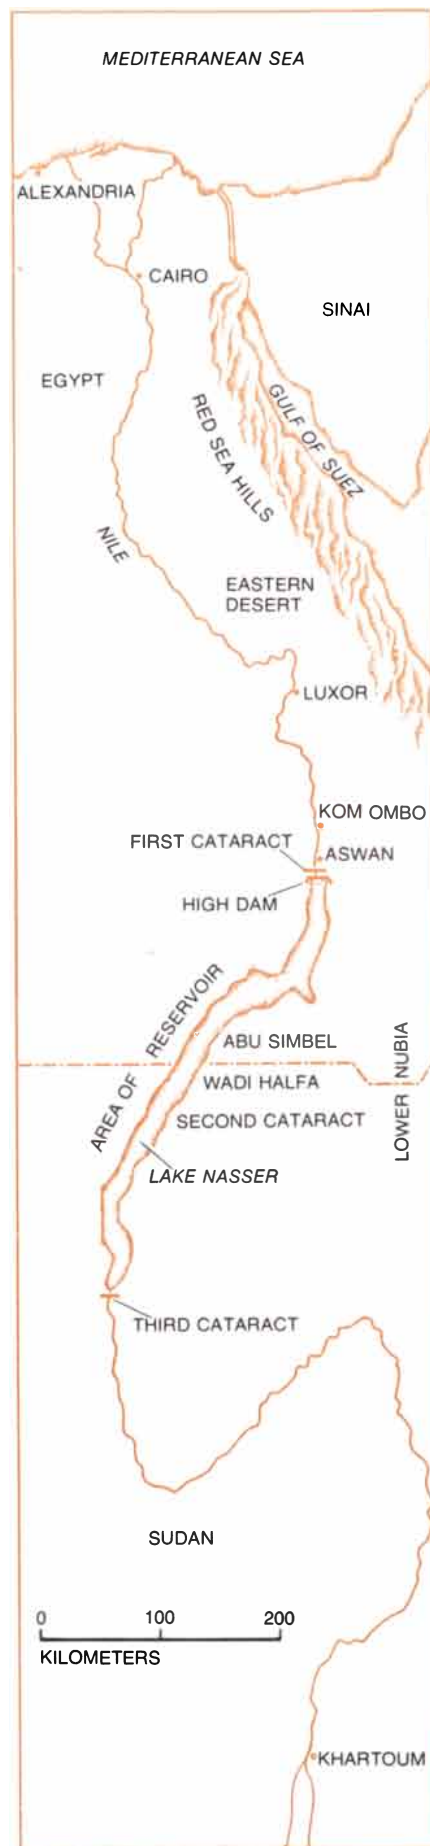 MEDITERRANEAN SEA
ALEXANDRIA
CAIRO
SINAI
EGYPT
GULF OF SUEZ
RED SEA HILLS
NILE
EASTERN
DESERT
LUXOR
KOM OMBO
FIRST CATARACT
ASWAN
HIGH DAM
AREA OF RESERVOIR
ABU SIMBEL
LOWER NUBIA
WADI HALFA
SECOND CATARACT
LAKE NASSER
THIRD CATARACT
SUDAN
0 100 200
KILOMETERS
KHARTOUM